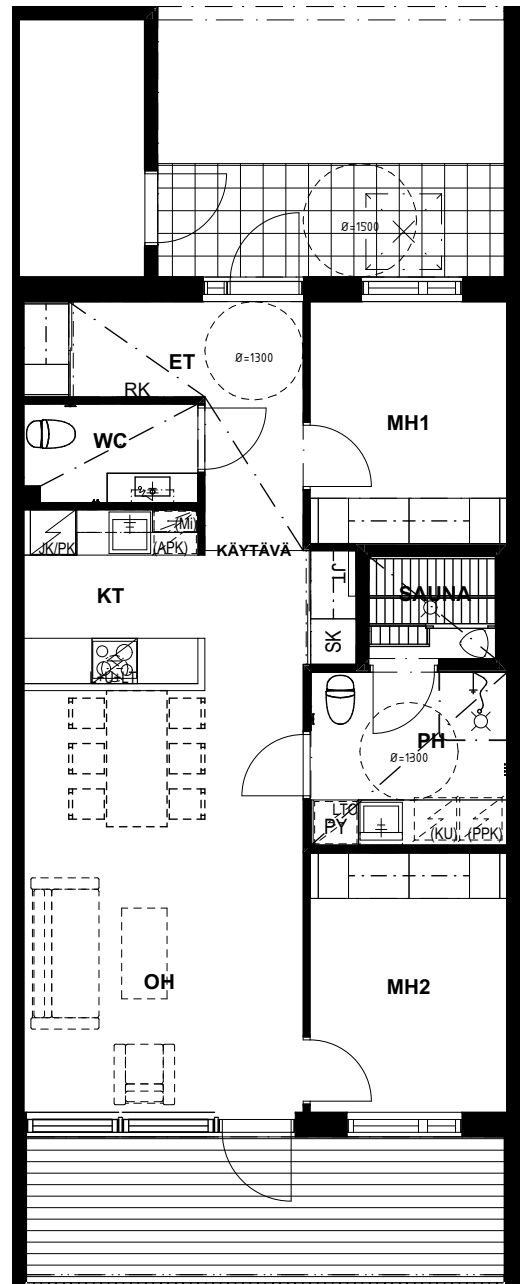 Ø=1500
ET
Ø=1300
RK
MH1
WC
(Mi)
JK/PK
(APK)
KÄYTÄVÄ
JT
KT
SAUNA
SK
PH
Ø=1300
LTO
PY
(KU)
(PPK)
OH
MH2